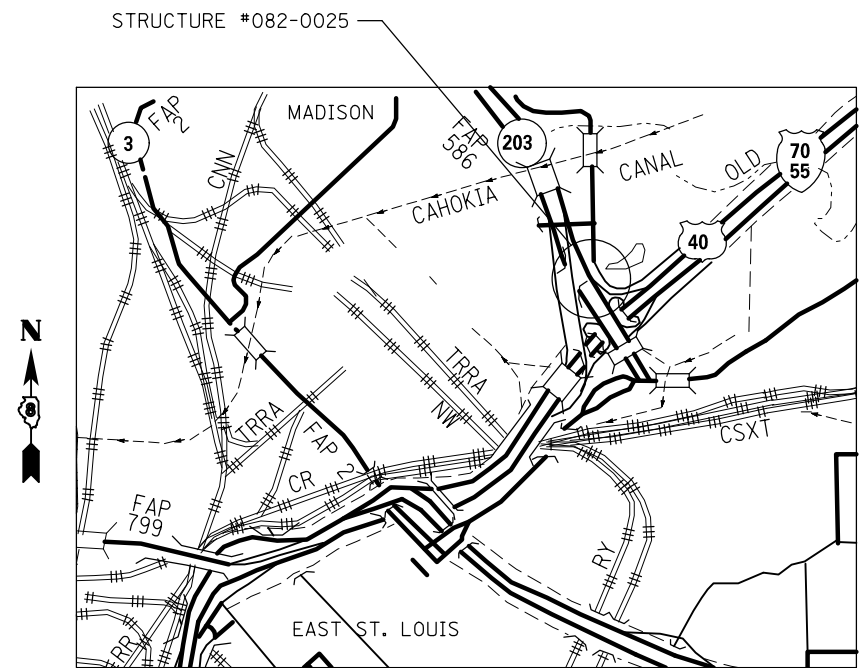 STRUCTURE #082-0025
FAP
2
3
MADISON
CNN
FAP
586
203
CANAL
OLD
70
55
CAHOKIA
40
N
8
TRRA
NW
TRRA
FAP
2
CR
CSXT
FAP
799
RY
EAST ST. LOUIS
RR